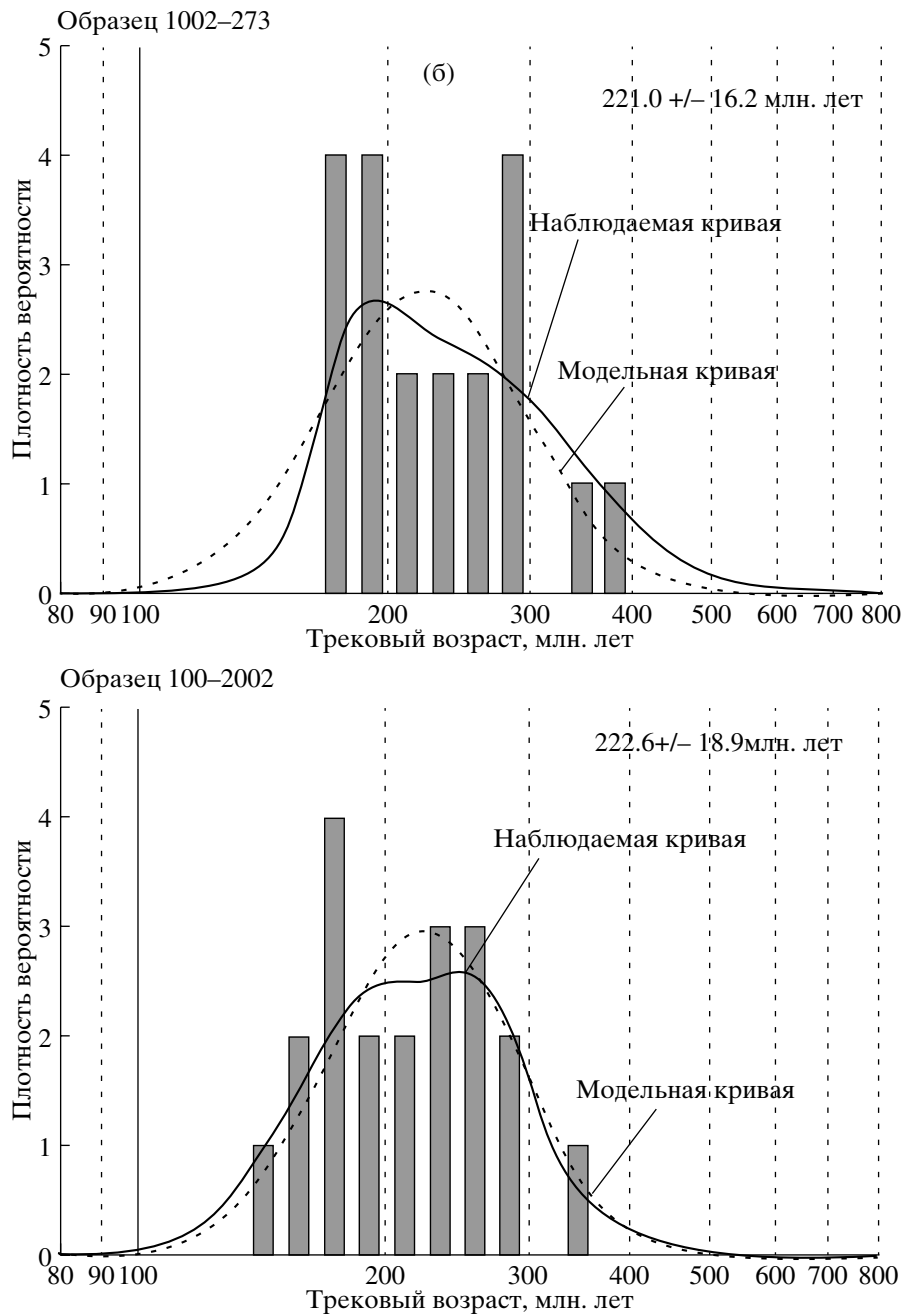 Образец 1002–273
(б)
221.0 +/– 16.2 млн. лет
Плотность вероятности
5
4
3
2
1
0
Наблюдаемая кривая
Модельная кривая
80 90 100 200 300 400 500 600 700 800
Трековый возраст, млн. лет
Образец 100–2002
222.6+/– 18.9млн. лет
Плотность вероятности
5
4
3
2
1
0
Наблюдаемая кривая
Модельная кривая
80 90 100 200 300 400 500 600 700 800
Трековый возраст, млн. лет